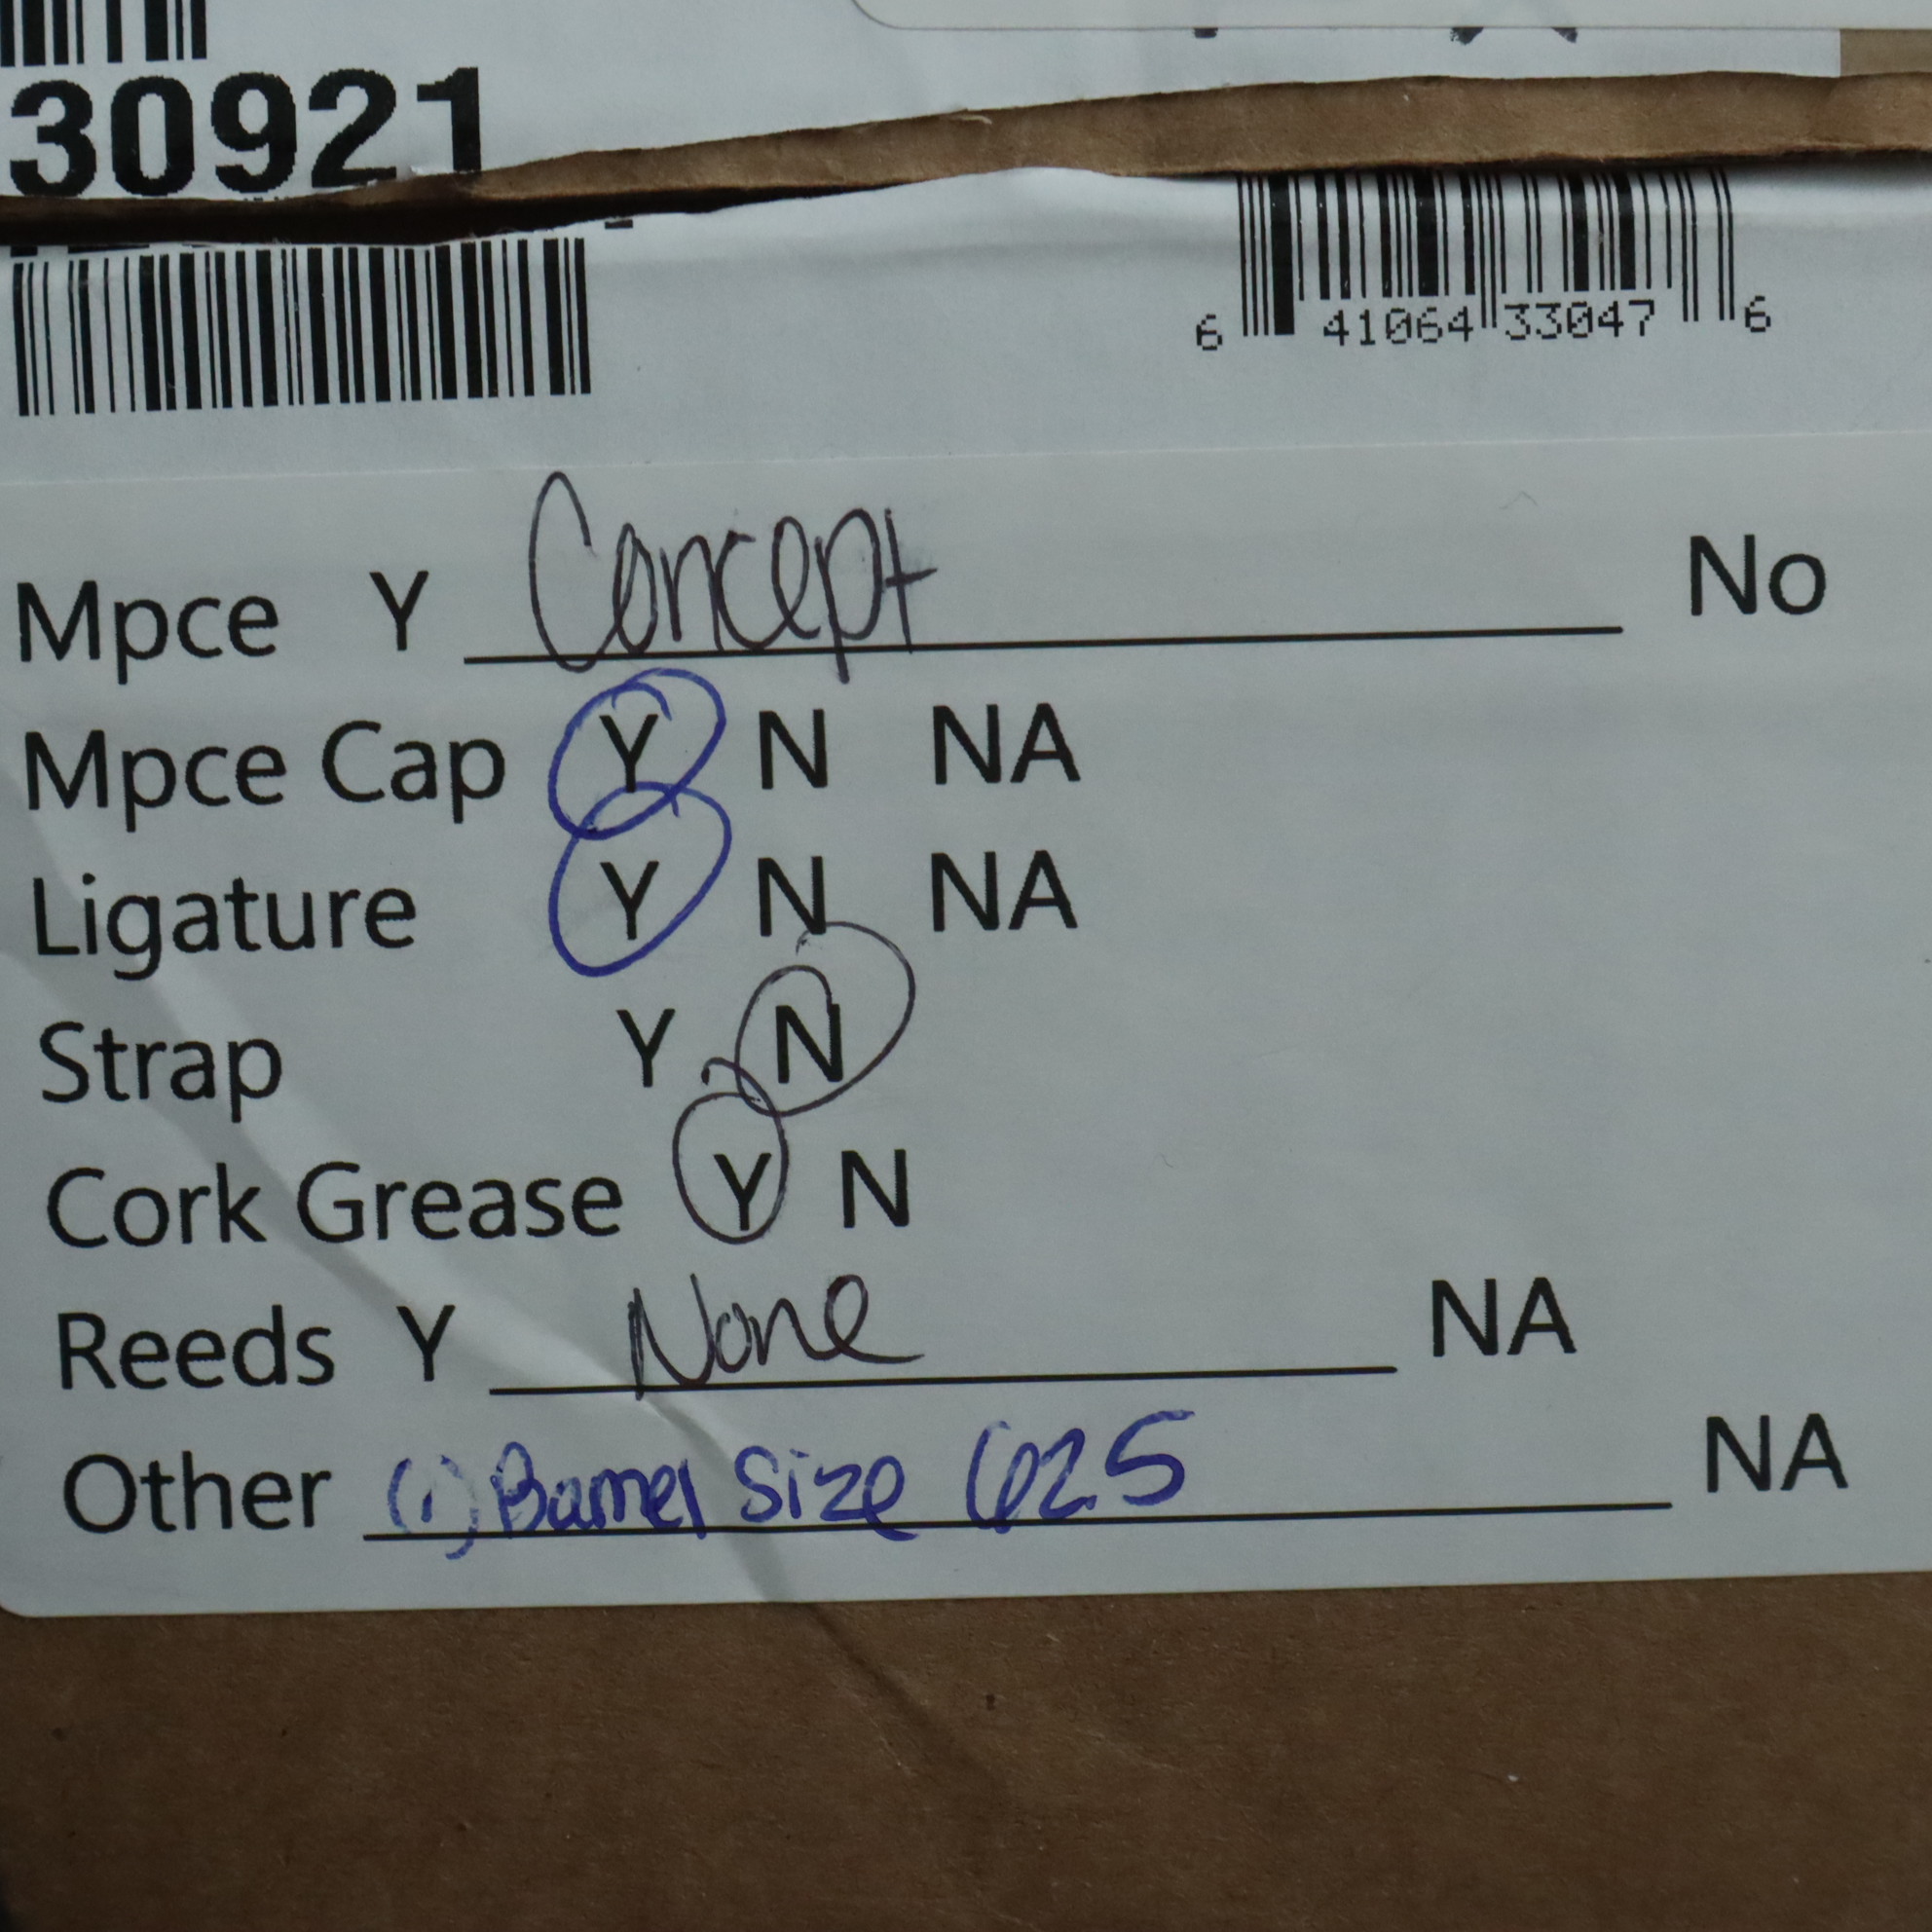 30921
6 41064 33047 6
Mpce Y Concept No
Mpce Cap Y N NA
Ligature Y N NA
Strap Y N
Cork Grease Y N
Reeds Y None NA
Other (1) Barrel Size 62.5 NA